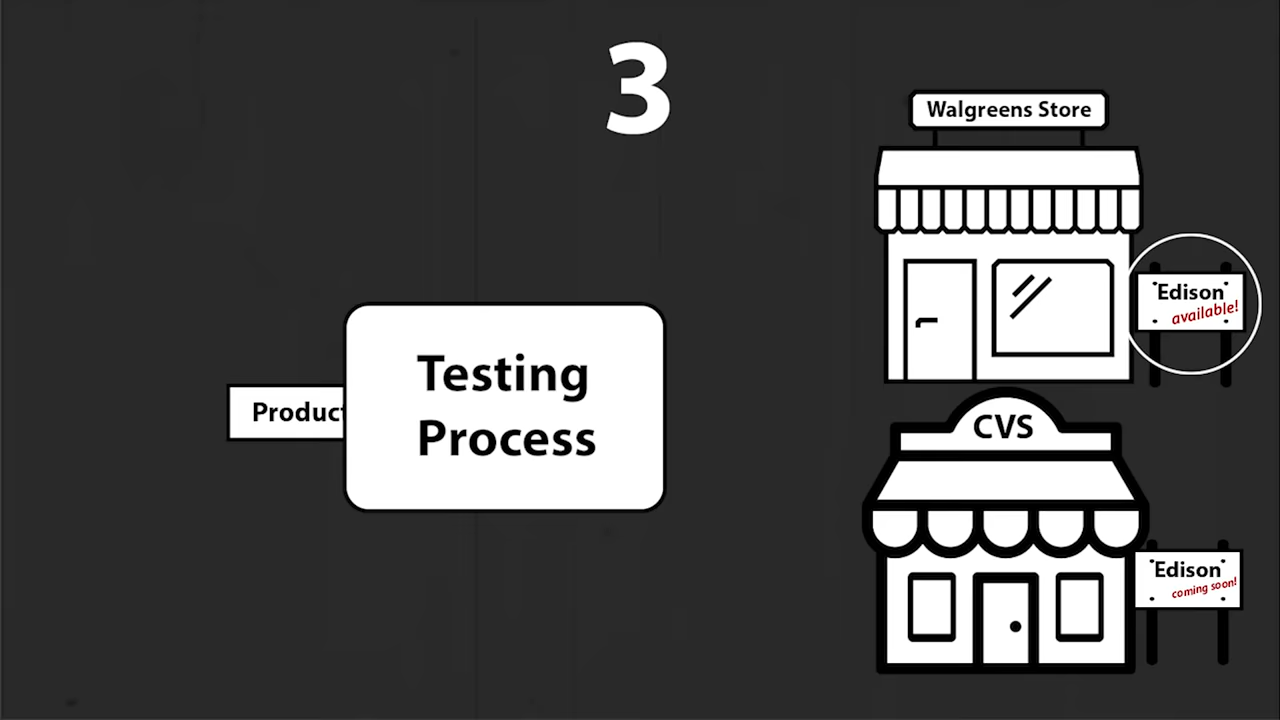 3
Walgreens Store
Edison
available!
Product
Testing
Process
CVS
Edison
coming soon!